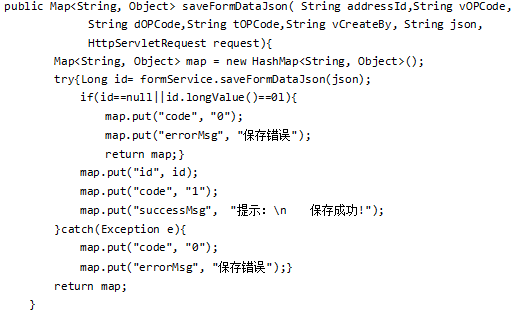 public Map<String, Object> saveFormDataJson( String addressId,String vOPCode,
String dOPCode,String tOPCode,String vCreateBy, String json,
HttpServletRequest request){
Map<String, Object> map = new HashMap<String, Object>();
try{Long id= formService.saveFormDataJson(json);
if(id==null||id.longValue()==0l){
map.put("code", "0");
map.put("errorMsg", "保存错误");
return map;}
map.put("id", id);
map.put("code", "1");
map.put("successMsg", "提示：\n    保存成功!");
}catch(Exception e){
map.put("code", "0");
map.put("errorMsg", "保存错误");}
return map;
}